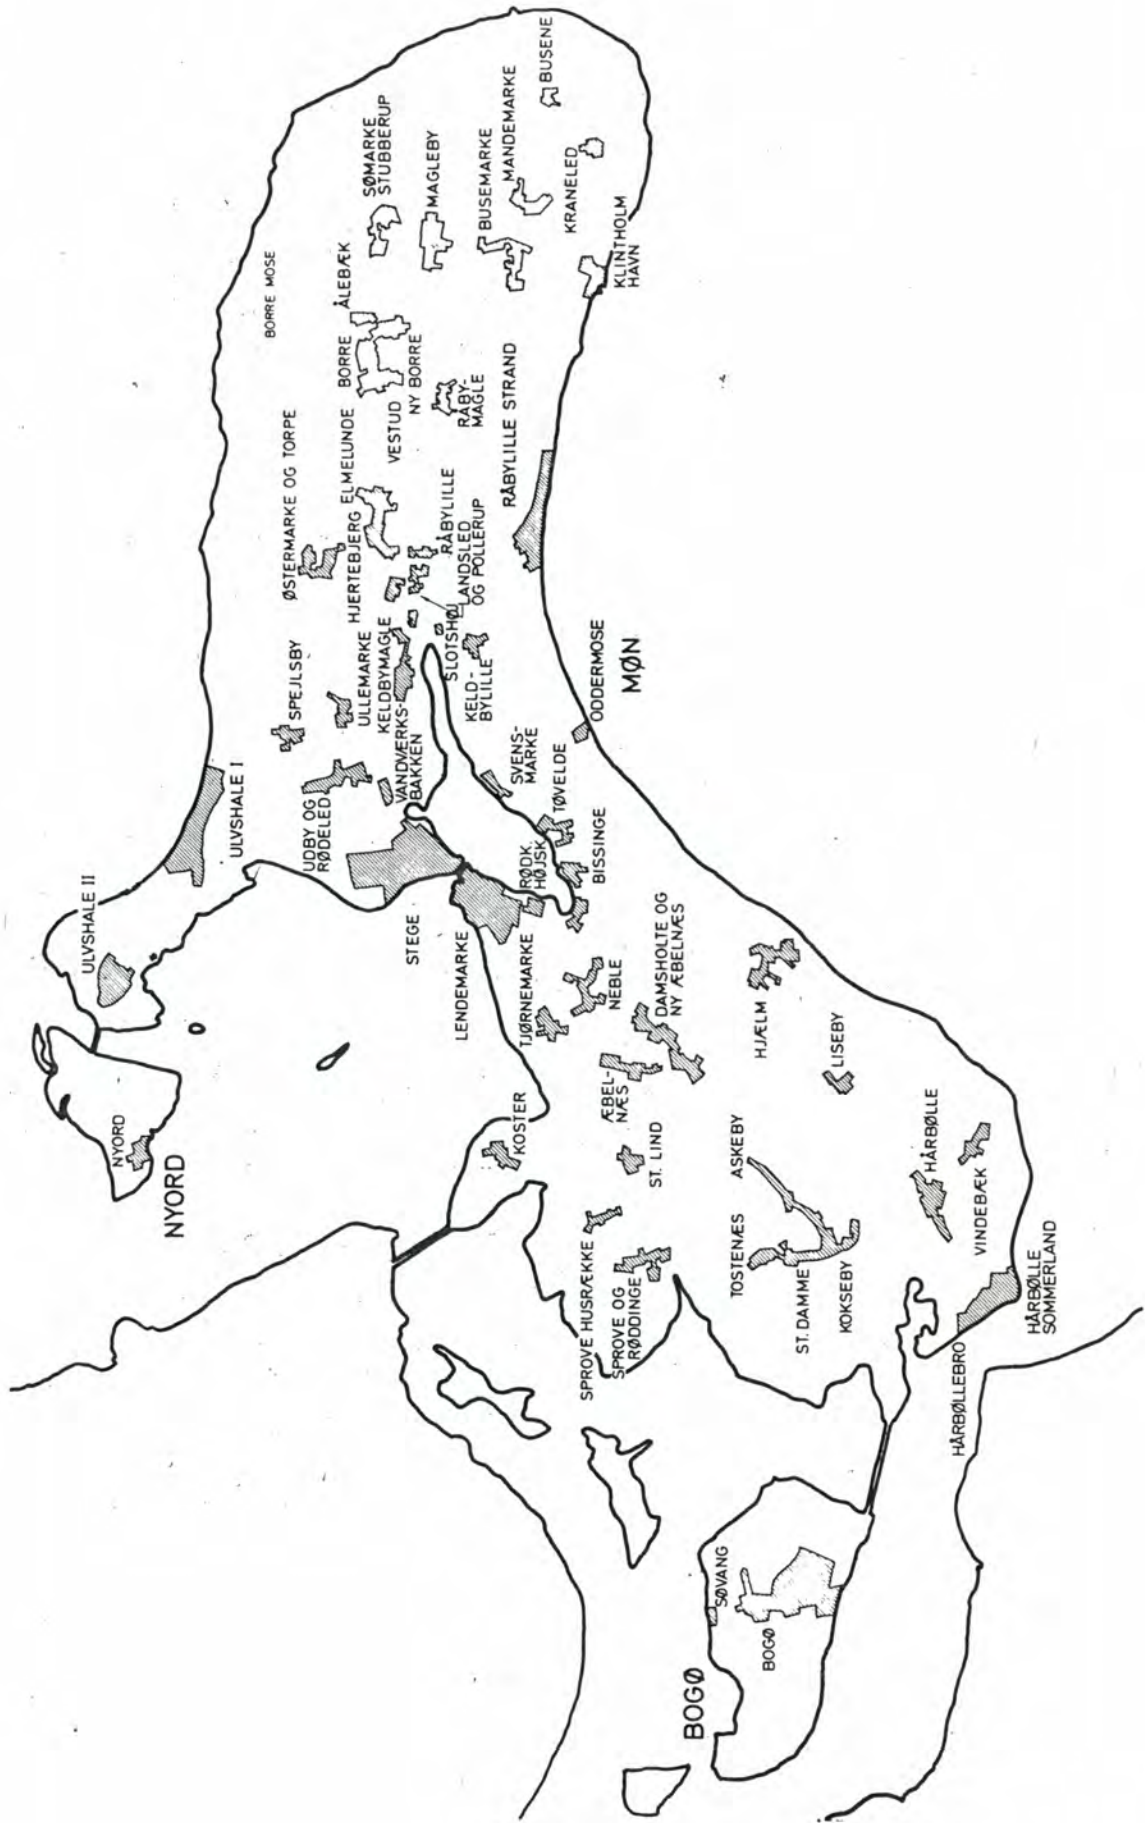 NYORD
NYORD
ULVSHALE II
ULVSHALE I
SPEJLSBY
ØSTERMARKE OG TORPE
BORRE MOSE
UDBY OG
RØDELED
ULLEMARKE
KELDBYMAGLE
HJERTEBJERG
ELMELUNDE
VESTUD
BORRE
NY BORRE
ÅLEBÆK
SØMARKE
STUBBERUP
MAGLEBY
BUSEMARKE
MANDEMARKE
BUSENE
KRANELED
KLINTHOLM
HAVN
RÅBY-
MAGLE
RÅBYLILLE STRAND
RÅBYLILLE
LANDSLED
OG POLLERUP
SLOTSHØJ
KELD-
BYLILLE
VANDVÆRKS-
BAKKEN
STEGE
LENDEMARKE
SVENS-
MARKE
TØVELDE
RØDK.
HØJSK.
BISSINGE
ODDERMOSE
MØN
TJØRNEMARKE
NEBLE
DAMSHOLTE OG
NY ÆBELNÆS
ÆBEL-
NÆS
KOSTER
ST. LIND
HJÆLM
LISEBY
ASKEBY
TOSTENÆS
ST. DAMME
KOKSEBY
SPROVE HUSRÆKKE
SPROVE OG
RØDDINGE
HÅRBØLLE
VINDEBÆK
HÅRBØLLE
SOMMERLAND
HÅRBØLLEBRO
SØVANG
BOGØ
BOGØ